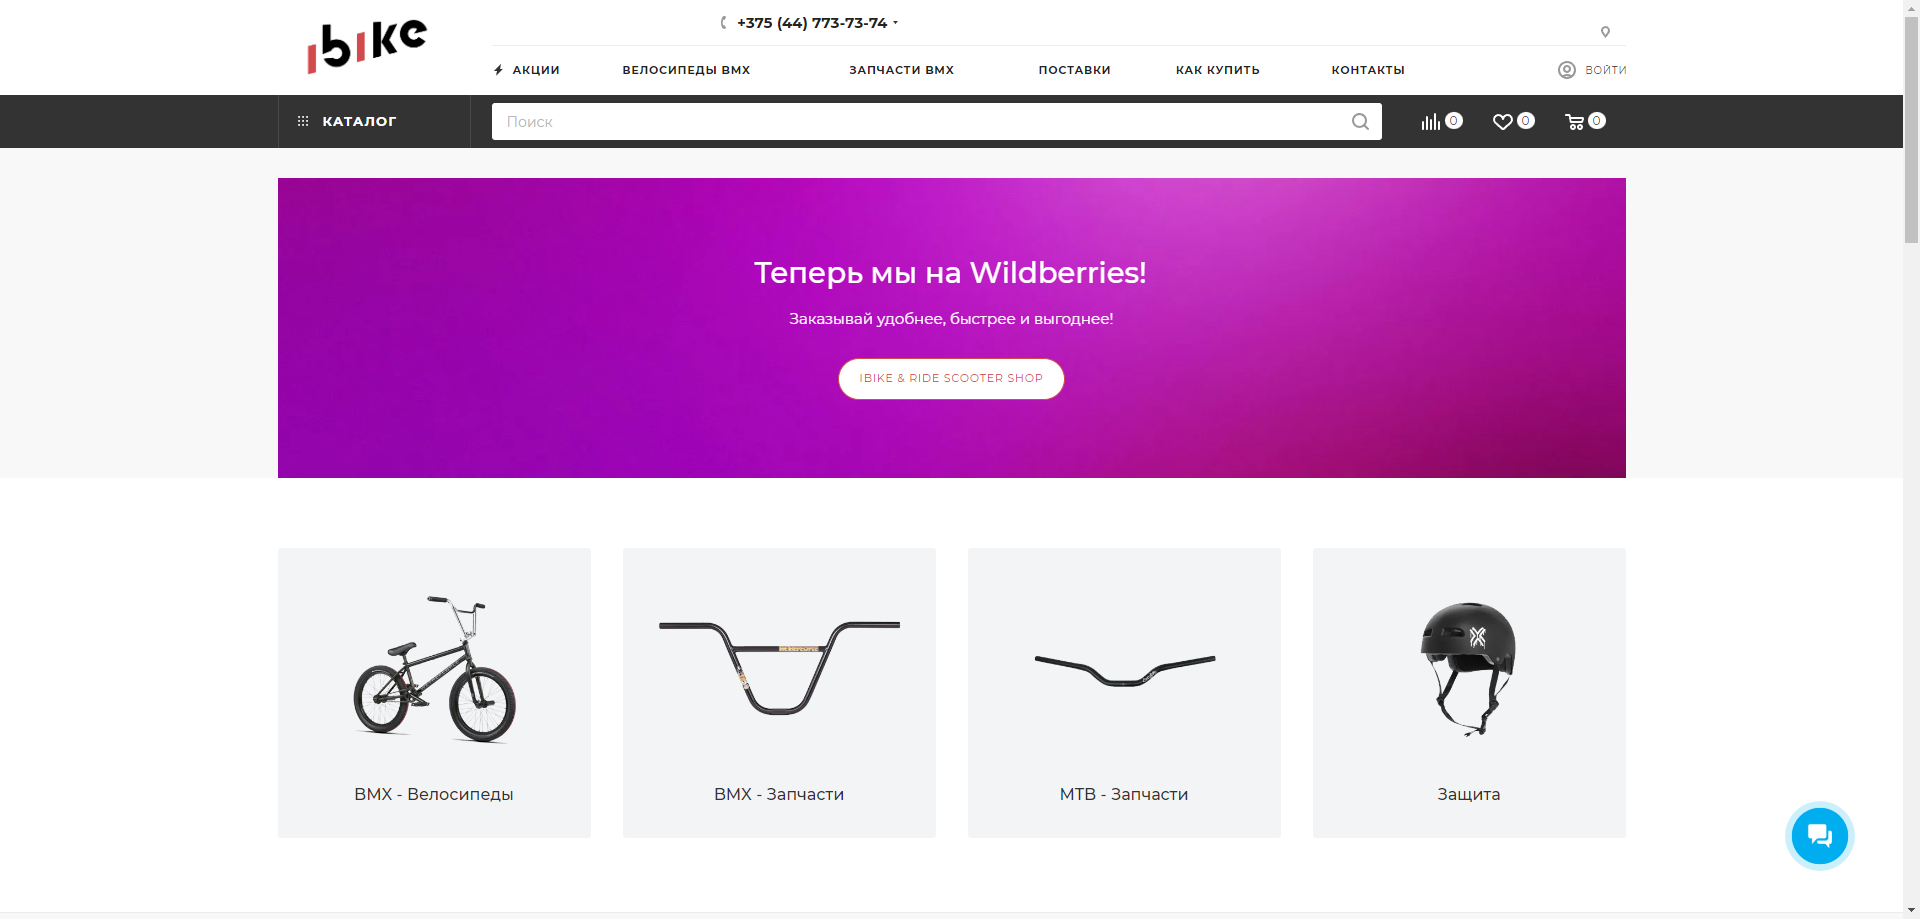 ibike
+375 (44) 773-73-74
АКЦИИ
ВЕЛОСИПЕДЫ BMX
ЗАПЧАСТИ BMX
ПОСТАВКИ
КАК КУПИТЬ
КОНТАКТЫ
ВОЙТИ
КАТАЛОГ
Поиск
0
0
0
Теперь мы на Wildberries!
Заказывай удобнее, быстрее и выгоднее!
IBIKE & RIDE SCOOTER SHOP
BMX - Велосипеды
BMX - Запчасти
MTB - Запчасти
Защита